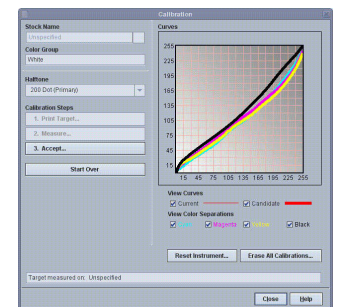 Calibration
Stock Name
Unspecified
Color Group
White
Halftone
200 Dot (Primary)
Calibration Steps
1. Print Target...
2. Measure...
3. Accept...
Start Over
Curves
255
225
195
165
135
105
75
45
15
15 45 75 105 135 165 195 225 255
View Curves
Current
Candidate
View Color Separations
Cyan
Magenta
Yellow
Black
Reset Instrument...
Erase All Calibrations...
Target measured on: Unspecified
Close
Help